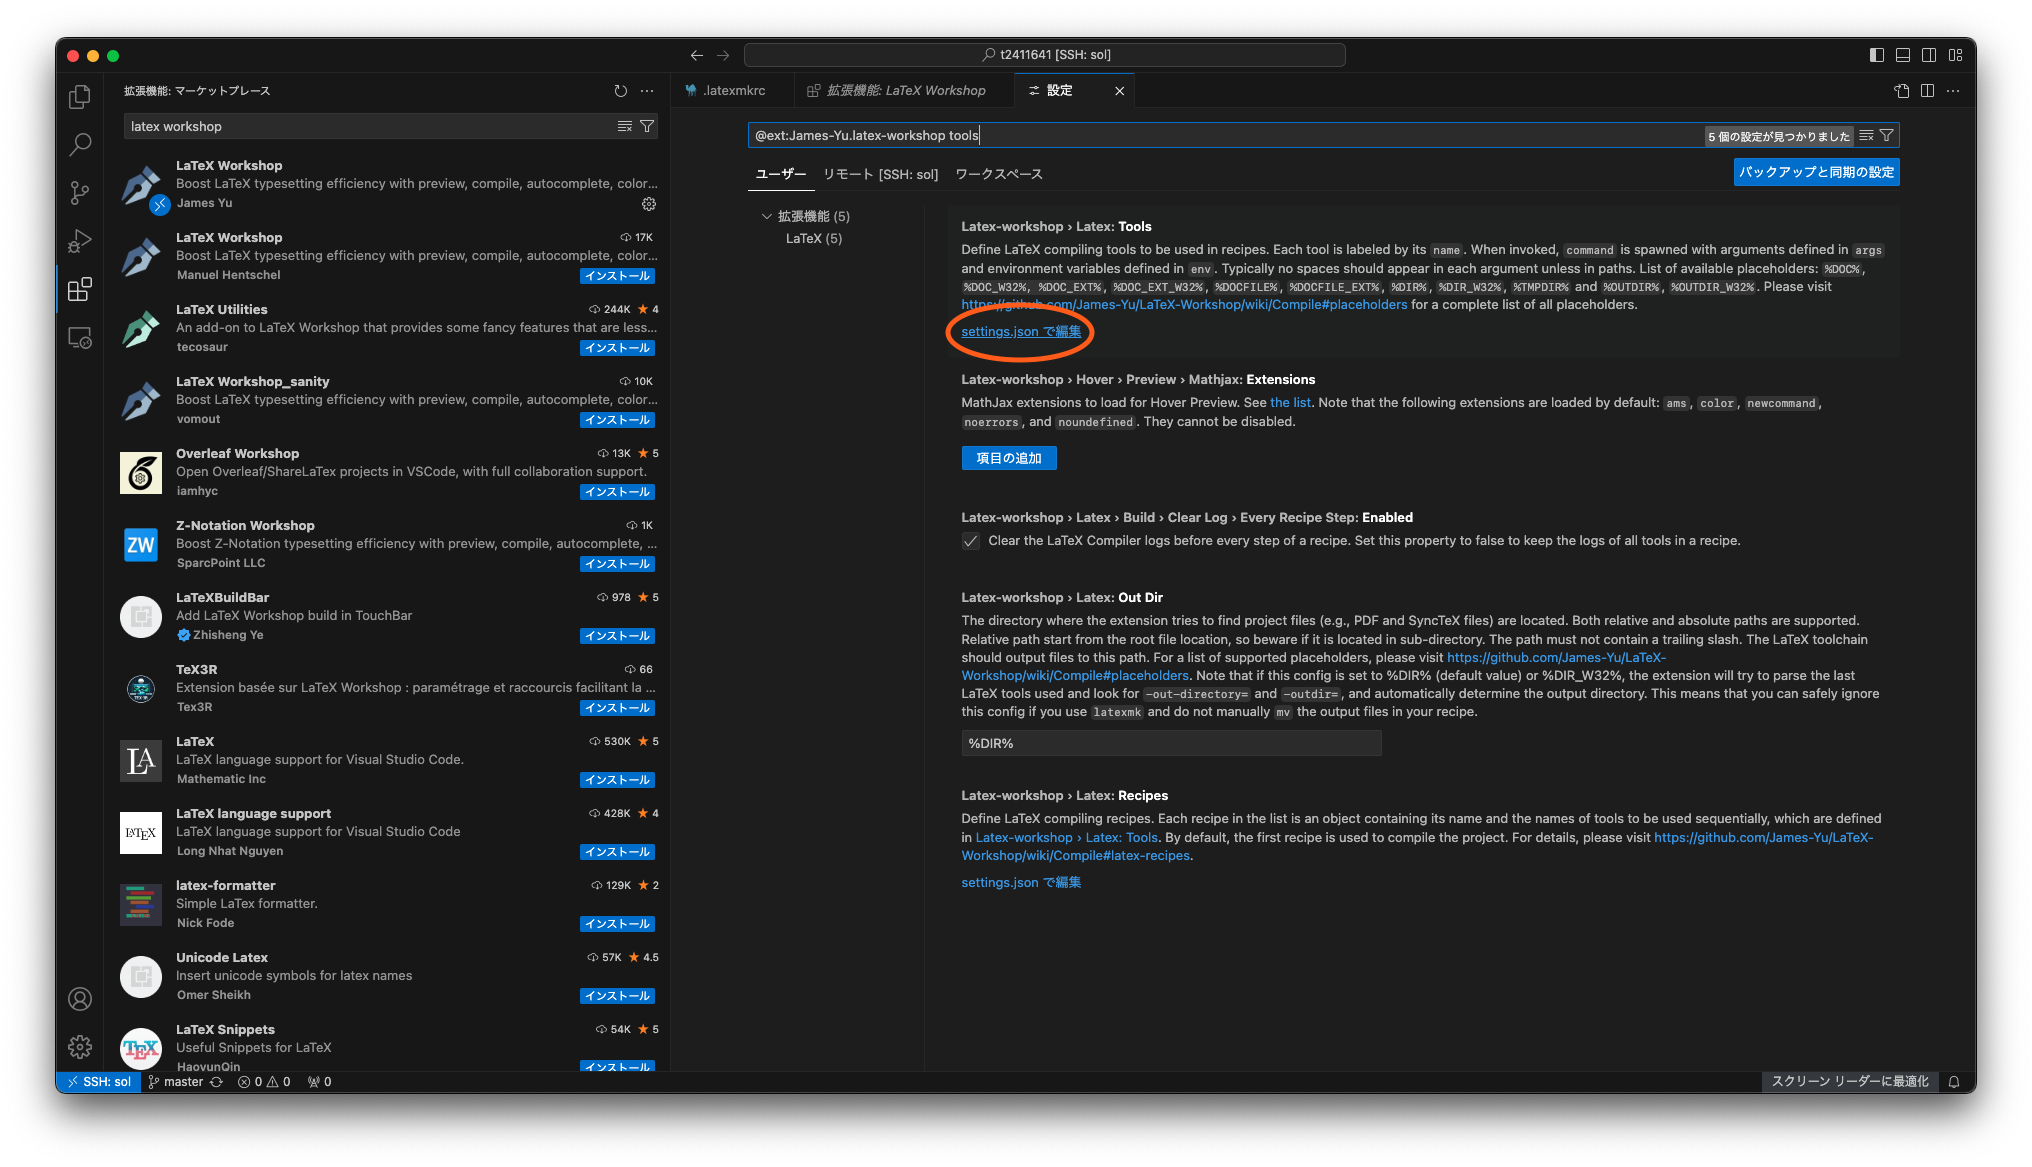 t2411641 [SSH: sol]
拡張機能: マーケットプレース
latex workshop
LaTeX Workshop
Boost LaTeX typesetting efficiency with preview, compile, autocomplete, color...
James Yu
LaTeX Workshop
17K
Boost LaTeX typesetting efficiency with preview, compile, autocomplete, color...
Manuel Hentschel
インストール
LaTeX Utilities
244K ★ 4
An add-on to LaTeX Workshop that provides some fancy features that are less...
tecosaur
インストール
LaTeX Workshop_sanity
10K
Boost LaTeX typesetting efficiency with preview, compile, autocomplete, color...
vomout
インストール
Overleaf Workshop
13K ★ 5
Open Overleaf/ShareLaTex projects in VSCode, with full collaboration support.
iamhyc
インストール
ZW
Z-Notation Workshop
1K
Boost Z-Notation typesetting efficiency with preview, compile, autocomplete, ...
SparcPoint LLC
インストール
LaTeXBuildBar
978 ★ 5
Add LaTeX Workshop build in TouchBar
Zhisheng Ye
インストール
TeX3R
66
Extension basée sur LaTeX Workshop : paramétrage et raccourcis facilitant la ...
Tex3R
インストール
LA
LaTeX
530K ★ 5
LaTeX language support for Visual Studio Code.
Mathematic Inc
インストール
LATEX
LaTeX language support
428K ★ 4
LaTeX language support for Visual Studio Code
Long Nhat Nguyen
インストール
latex-formatter
129K ★ 2
Simple LaTex formatter.
Nick Fode
インストール
Unicode Latex
57K ★ 4.5
Insert unicode symbols for latex names
Omer Sheikh
インストール
TEX
LaTeX Snippets
54K ★ 5
Useful Snippets for LaTeX
HaoyunQin
インストール
.latexmkrc
拡張機能: LaTeX Workshop
設定
@ext:James-Yu.latex-workshop tools
5 個の設定が見つかりました
ユーザー リモート [SSH: sol] ワークスペース
バックアップと同期の設定
拡張機能 (5)
LaTeX (5)
Latex-workshop › Latex: Tools
Define LaTeX compiling tools to be used in recipes. Each tool is labeled by its name. When invoked, command is spawned with arguments defined in args
and environment variables defined in env. Typically no spaces should appear in each argument unless in paths. List of available placeholders: %DOC%,
%DOC_W32%, %DOC_EXT%, %DOC_EXT_W32%, %DOCFILE%, %DOCFILE_EXT%, %DIR%, %DIR_W32%, %TMPDIR% and %OUTDIR%, %OUTDIR_W32%. Please visit
https://github.com/James-Yu/LaTeX-Workshop/wiki/Compile#placeholders for a complete list of all placeholders.
settings.json で編集
Latex-workshop › Hover › Preview › Mathjax: Extensions
MathJax extensions to load for Hover Preview. See the list. Note that the following extensions are loaded by default: ams, color, newcommand,
noerrors, and noundefined. They cannot be disabled.
項目の追加
Latex-workshop › Latex › Build › Clear Log › Every Recipe Step: Enabled
Clear the LaTeX Compiler logs before every step of a recipe. Set this property to false to keep the logs of all tools in a recipe.
Latex-workshop › Latex: Out Dir
The directory where the extension tries to find project files (e.g., PDF and SyncTeX files) are located. Both relative and absolute paths are supported.
Relative path start from the root file location, so beware if it is located in sub-directory. The path must not contain a trailing slash. The LaTeX toolchain
should output files to this path. For a list of supported placeholders, please visit https://github.com/James-Yu/LaTeX-
Workshop/wiki/Compile#placeholders. Note that if this config is set to %DIR% (default value) or %DIR_W32%, the extension will try to parse the last
LaTeX tools used and look for -out-directory= and -outdir=, and automatically determine the output directory. This means that you can safely ignore
this config if you use latexmk and do not manually mv the output files in your recipe.
%DIR%
Latex-workshop › Latex: Recipes
Define LaTeX compiling recipes. Each recipe in the list is an object containing its name and the names of tools to be used sequentially, which are defined
in Latex-workshop › Latex: Tools. By default, the first recipe is used to compile the project. For details, please visit https://github.com/James-Yu/LaTeX-
Workshop/wiki/Compile#latex-recipes.
settings.json で編集
SSH: sol master 0 0 0
スクリーン リーダーに最適化